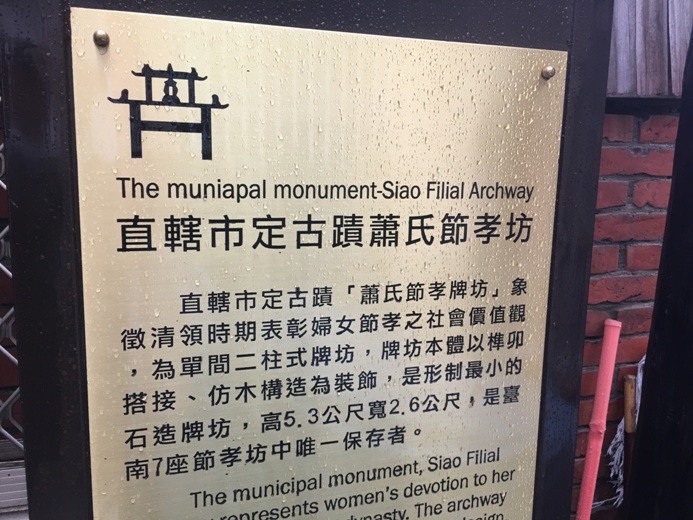 The muniapal monument-Siao Filial Archway
直轄市定古蹟蕭氏節孝坊
直轄市定古蹟「蕭氏節孝牌坊」象
徵清領時期表彰婦女節孝之社會價值觀
，為單間二柱式牌坊，牌坊本體以榫卯
搭接、仿木構造為裝飾，是形制最小的
石造牌坊，高5.3公尺寬2.6公尺，是臺
南7座節孝坊中唯一保存者。
The municipal monument, Siao Filial
represents women's devotion to her
dynasty. The archway
design